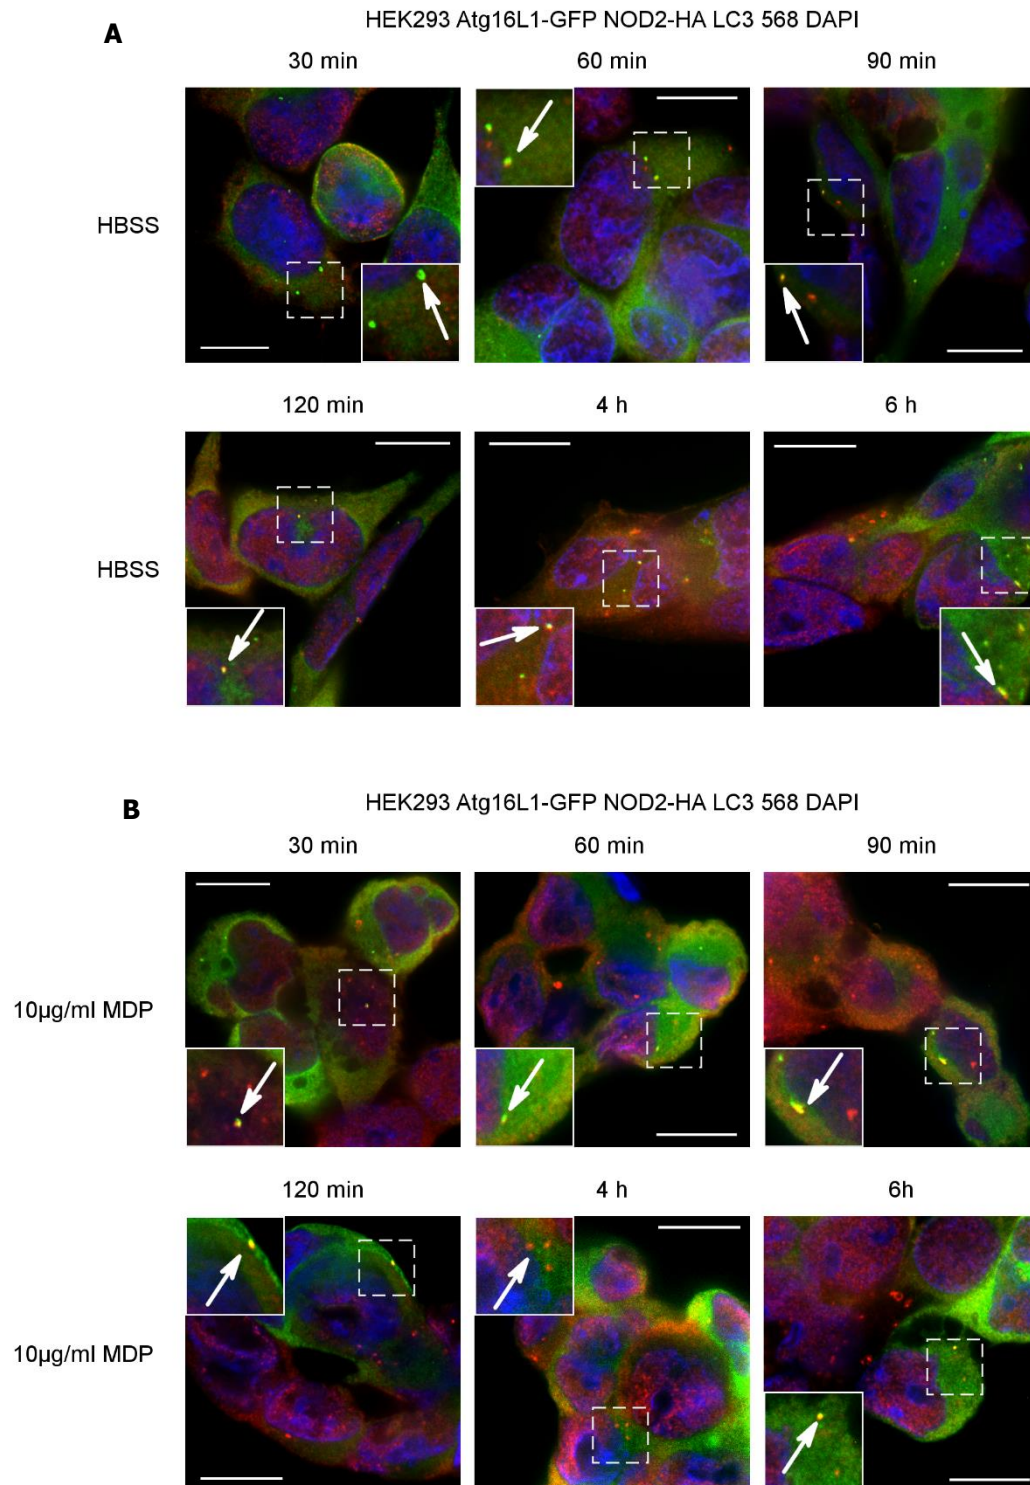 A
HEK293 Atg16L1-GFP NOD2-HA LC3 568 DAPI
30 min
60 min
90 min
HBSS
120 min
4 h
6 h
HBSS
B
HEK293 Atg16L1-GFP NOD2-HA LC3 568 DAPI
30 min
60 min
90 min
10µg/ml MDP
120 min
4 h
6h
10µg/ml MDP